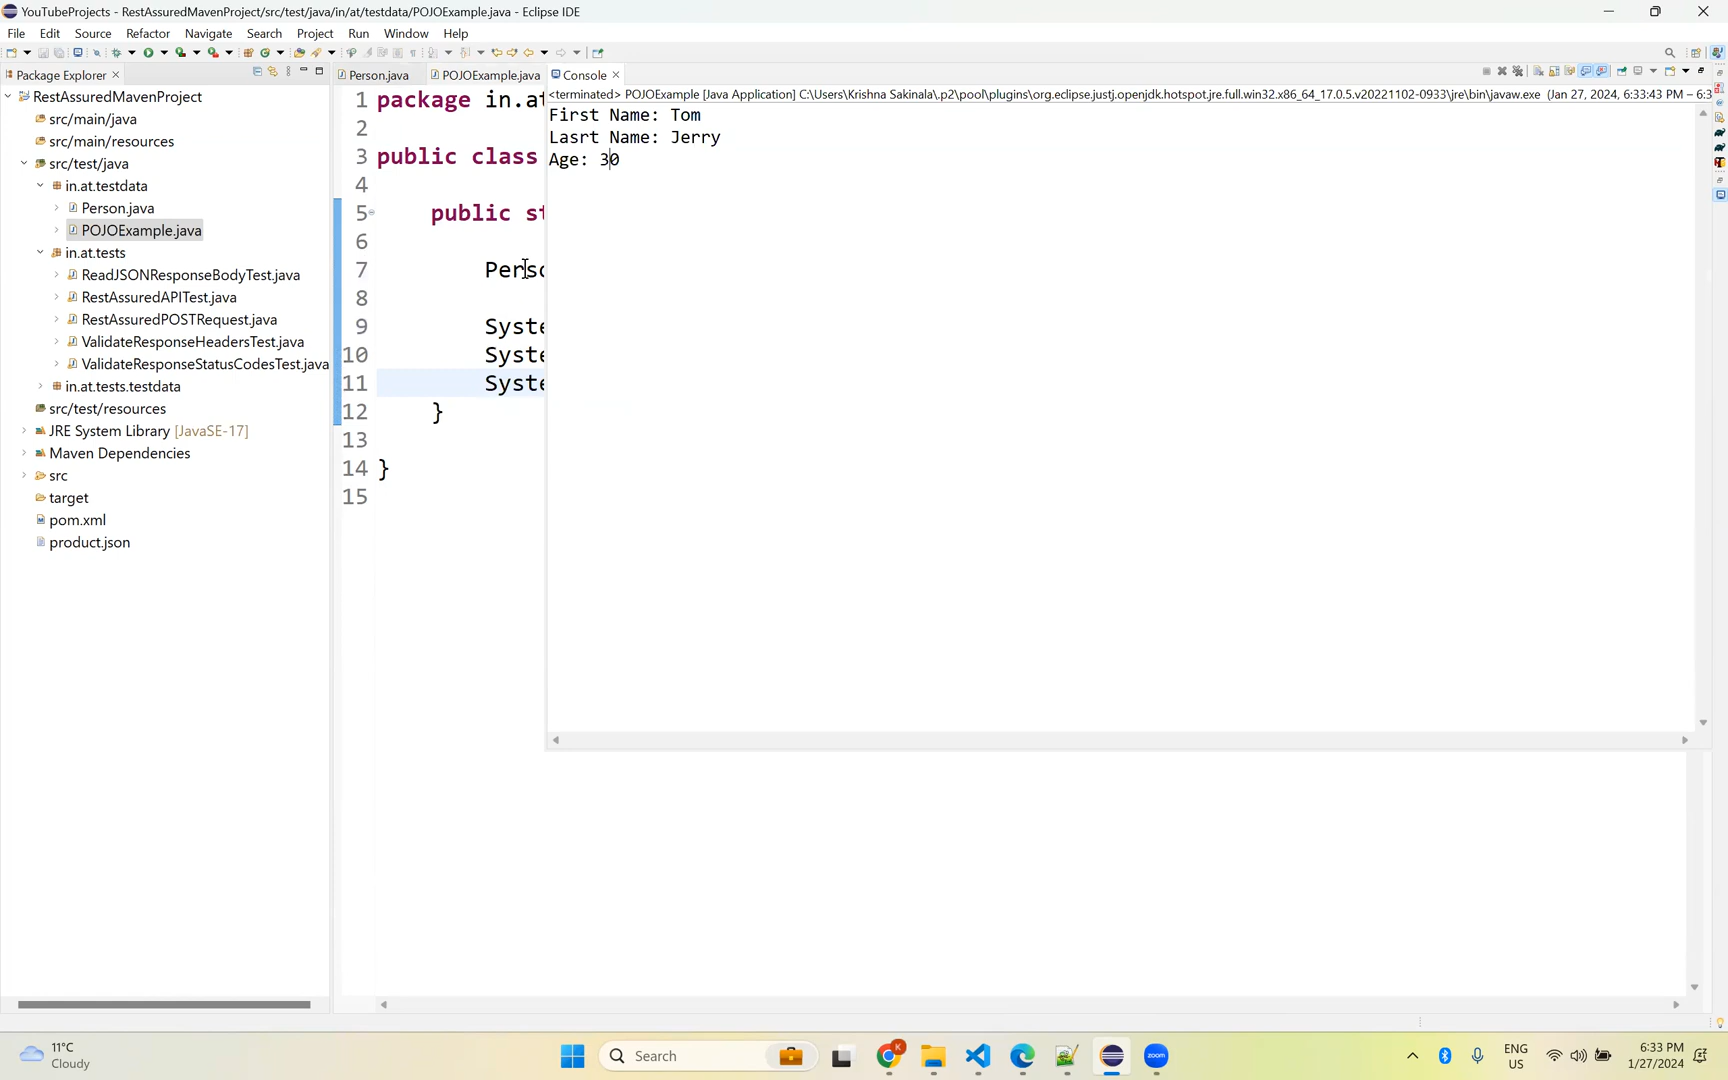 YouTubeProjects - RestAssuredMavenProject/src/test/java/in/at/testdata/POJOExample.java - Eclipse IDE
File Edit Source Refactor Navigate Search Project Run Window Help
Package Explorer
RestAssuredMavenProject
src/main/java
src/main/resources
src/test/java
in.at.testdata
Person.java
POJOExample.java
in.at.tests
ReadJSONResponseBodyTest.java
RestAssuredAPITest.java
RestAssuredPOSTRequest.java
ValidateResponseHeadersTest.java
ValidateResponseStatusCodesTest.java
in.at.tests.testdata
src/test/resources
JRE System Library [JavaSE-17]
Maven Dependencies
src
target
pom.xml
product.json
Person.java POJOExample.java Console
1 package in.at
2
3 public class
4
5 public st
6
7 Perso
8
9 Syste
10 Syste
11 Syste
12 }
13
14 }
15
<terminated> POJOExample [Java Application] C:\Users\Krishna Sakinala\.p2\pool\plugins\org.eclipse.justj.openjdk.hotspot.jre.full.win32.x86_64_17.0.5.v20221102-0933\jre\bin\javaw.exe (Jan 27, 2024, 6:33:43 PM – 6:3
First Name: Tom
Lasrt Name: Jerry
Age: 30
11°C
Cloudy
Search
K
zoom
ENG
US
6:33 PM
1/27/2024